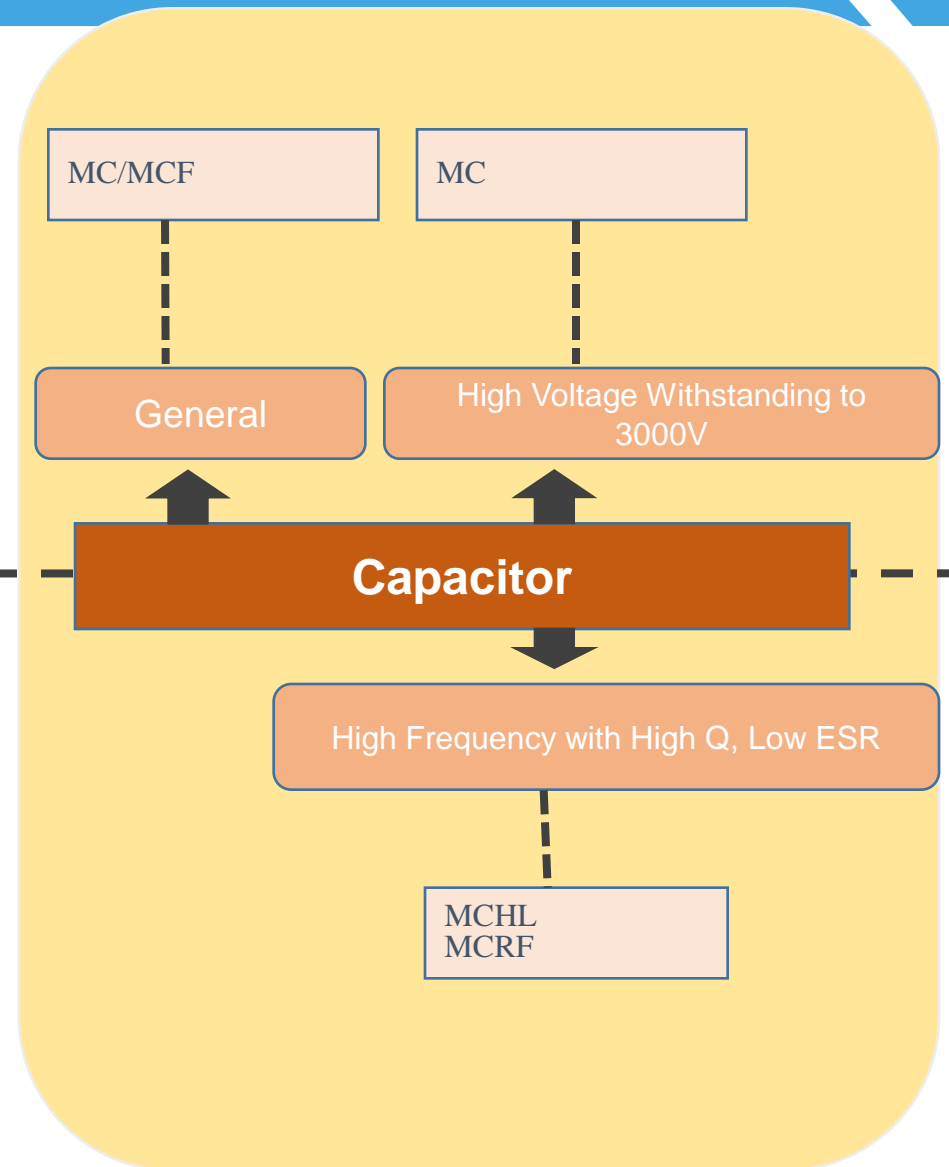 MC/MCF
MC
General
High Voltage Withstanding to
3000V
Capacitor
High Frequency with High Q, Low ESR
MCHL
MCRF